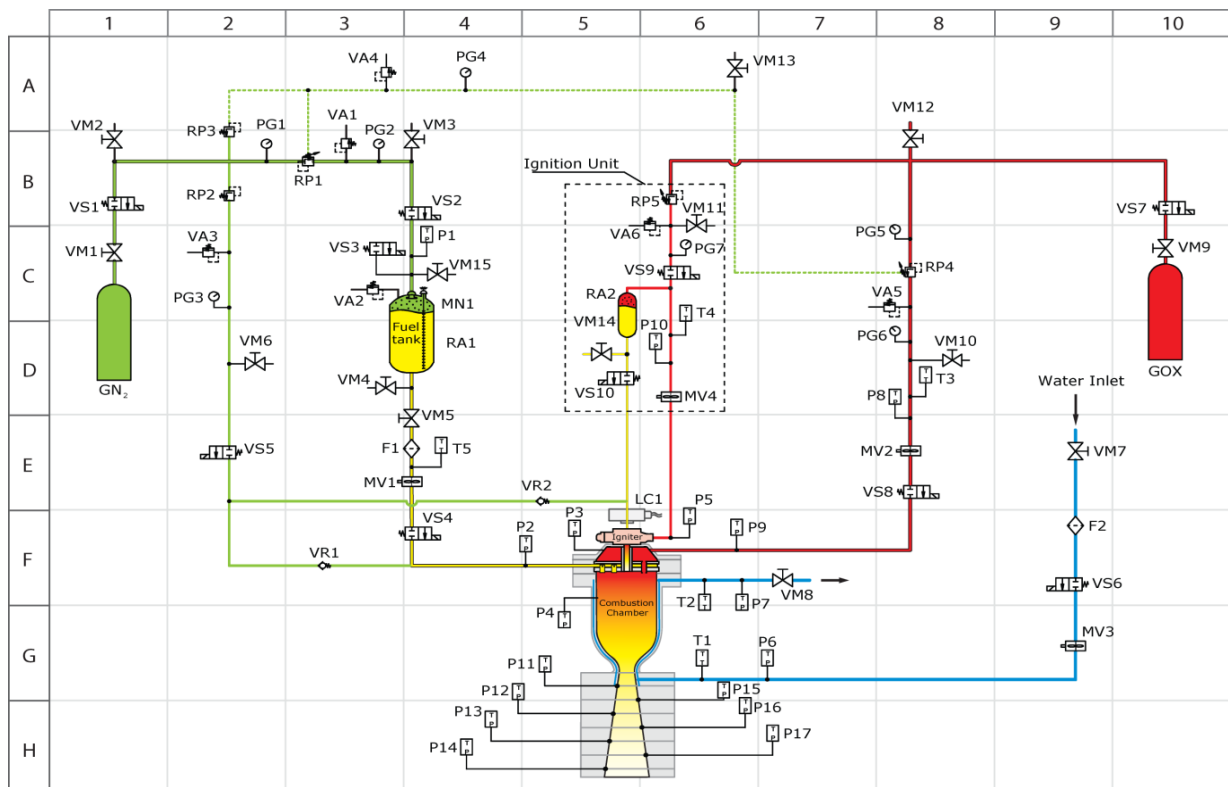 1 2 3 4 5 6 7 8 9 10
A
VA4 PG4 VM13
VM2 RP3 PG1 VA1 PG2 VM3 VM12
B
RP1 Ignition Unit
RP2 RP5
VS1 VS2 VM11 VS7
VA6
P1
C
VM1 VA3 VS3 PG7 PG5 VM9
VM15 VS9 RP4
VA2 MN1 RA2 VA5
PG3
Fuel
tank
RA1 VM14 P10 T4
D
VM6 PG6 VM10
VM4 VS10 MV4 P8 T3 Water Inlet
GN2 GOX
VM5
E
VS5 F1 T5 MV2 VM7
MV1 VR2 LC1 P5 VS8
VS4 P2 P3 P9 F2
F
Igniter
VR1
VM8 VS6
Combustion
Chamber
P4 T2 P7
G
T1 P6 MV3
P11
P12 P15
P13 P16
H
P14 P17
T
P
T
P
T
P
T
P
T
P
T
P
T
P
T
P
T
P
T
P
T
P
T
P
T
P
T
P
T
P
T
P
T
P
T
P
T
P
T
P
T
P
T
P